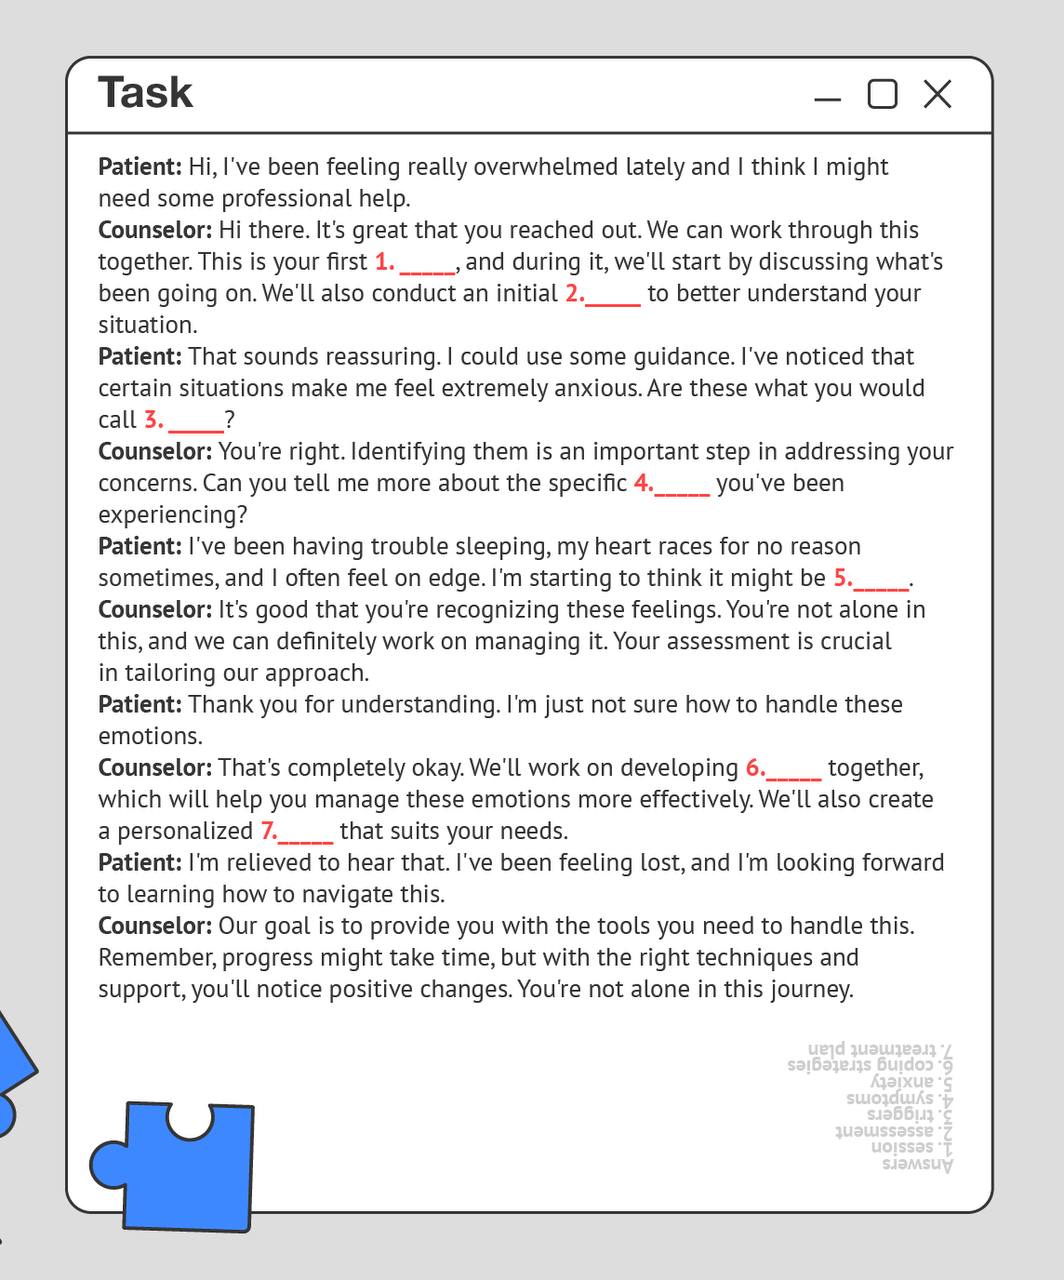 Task
Patient: Hi, I've been feeling really overwhelmed lately and I think I might
need some professional help.
Counselor: Hi there. It's great that you reached out. We can work through this
together. This is your first 1. _____, and during it, we'll start by discussing what's
been going on. We'll also conduct an initial 2._____ to better understand your
situation.
Patient: That sounds reassuring. I could use some guidance. I've noticed that
certain situations make me feel extremely anxious. Are these what you would
call 3. _____?
Counselor: You're right. Identifying them is an important step in addressing your
concerns. Can you tell me more about the specific 4._____ you've been
experiencing?
Patient: I've been having trouble sleeping, my heart races for no reason
sometimes, and I often feel on edge. I'm starting to think it might be 5._____.
Counselor: It's good that you're recognizing these feelings. You're not alone in
this, and we can definitely work on managing it. Your assessment is crucial
in tailoring our approach.
Patient: Thank you for understanding. I'm just not sure how to handle these
emotions.
Counselor: That's completely okay. We'll work on developing 6._____ together,
which will help you manage these emotions more effectively. We'll also create
a personalized 7._____ that suits your needs.
Patient: I'm relieved to hear that. I've been feeling lost, and I'm looking forward
to learning how to navigate this.
Counselor: Our goal is to provide you with the tools you need to handle this.
Remember, progress might take time, but with the right techniques and
support, you'll notice positive changes. You're not alone in this journey.
Answers
1. session
2. assessment
3. triggers
4. symptoms
5. anxiety
6. coping strategies
7. treatment plan